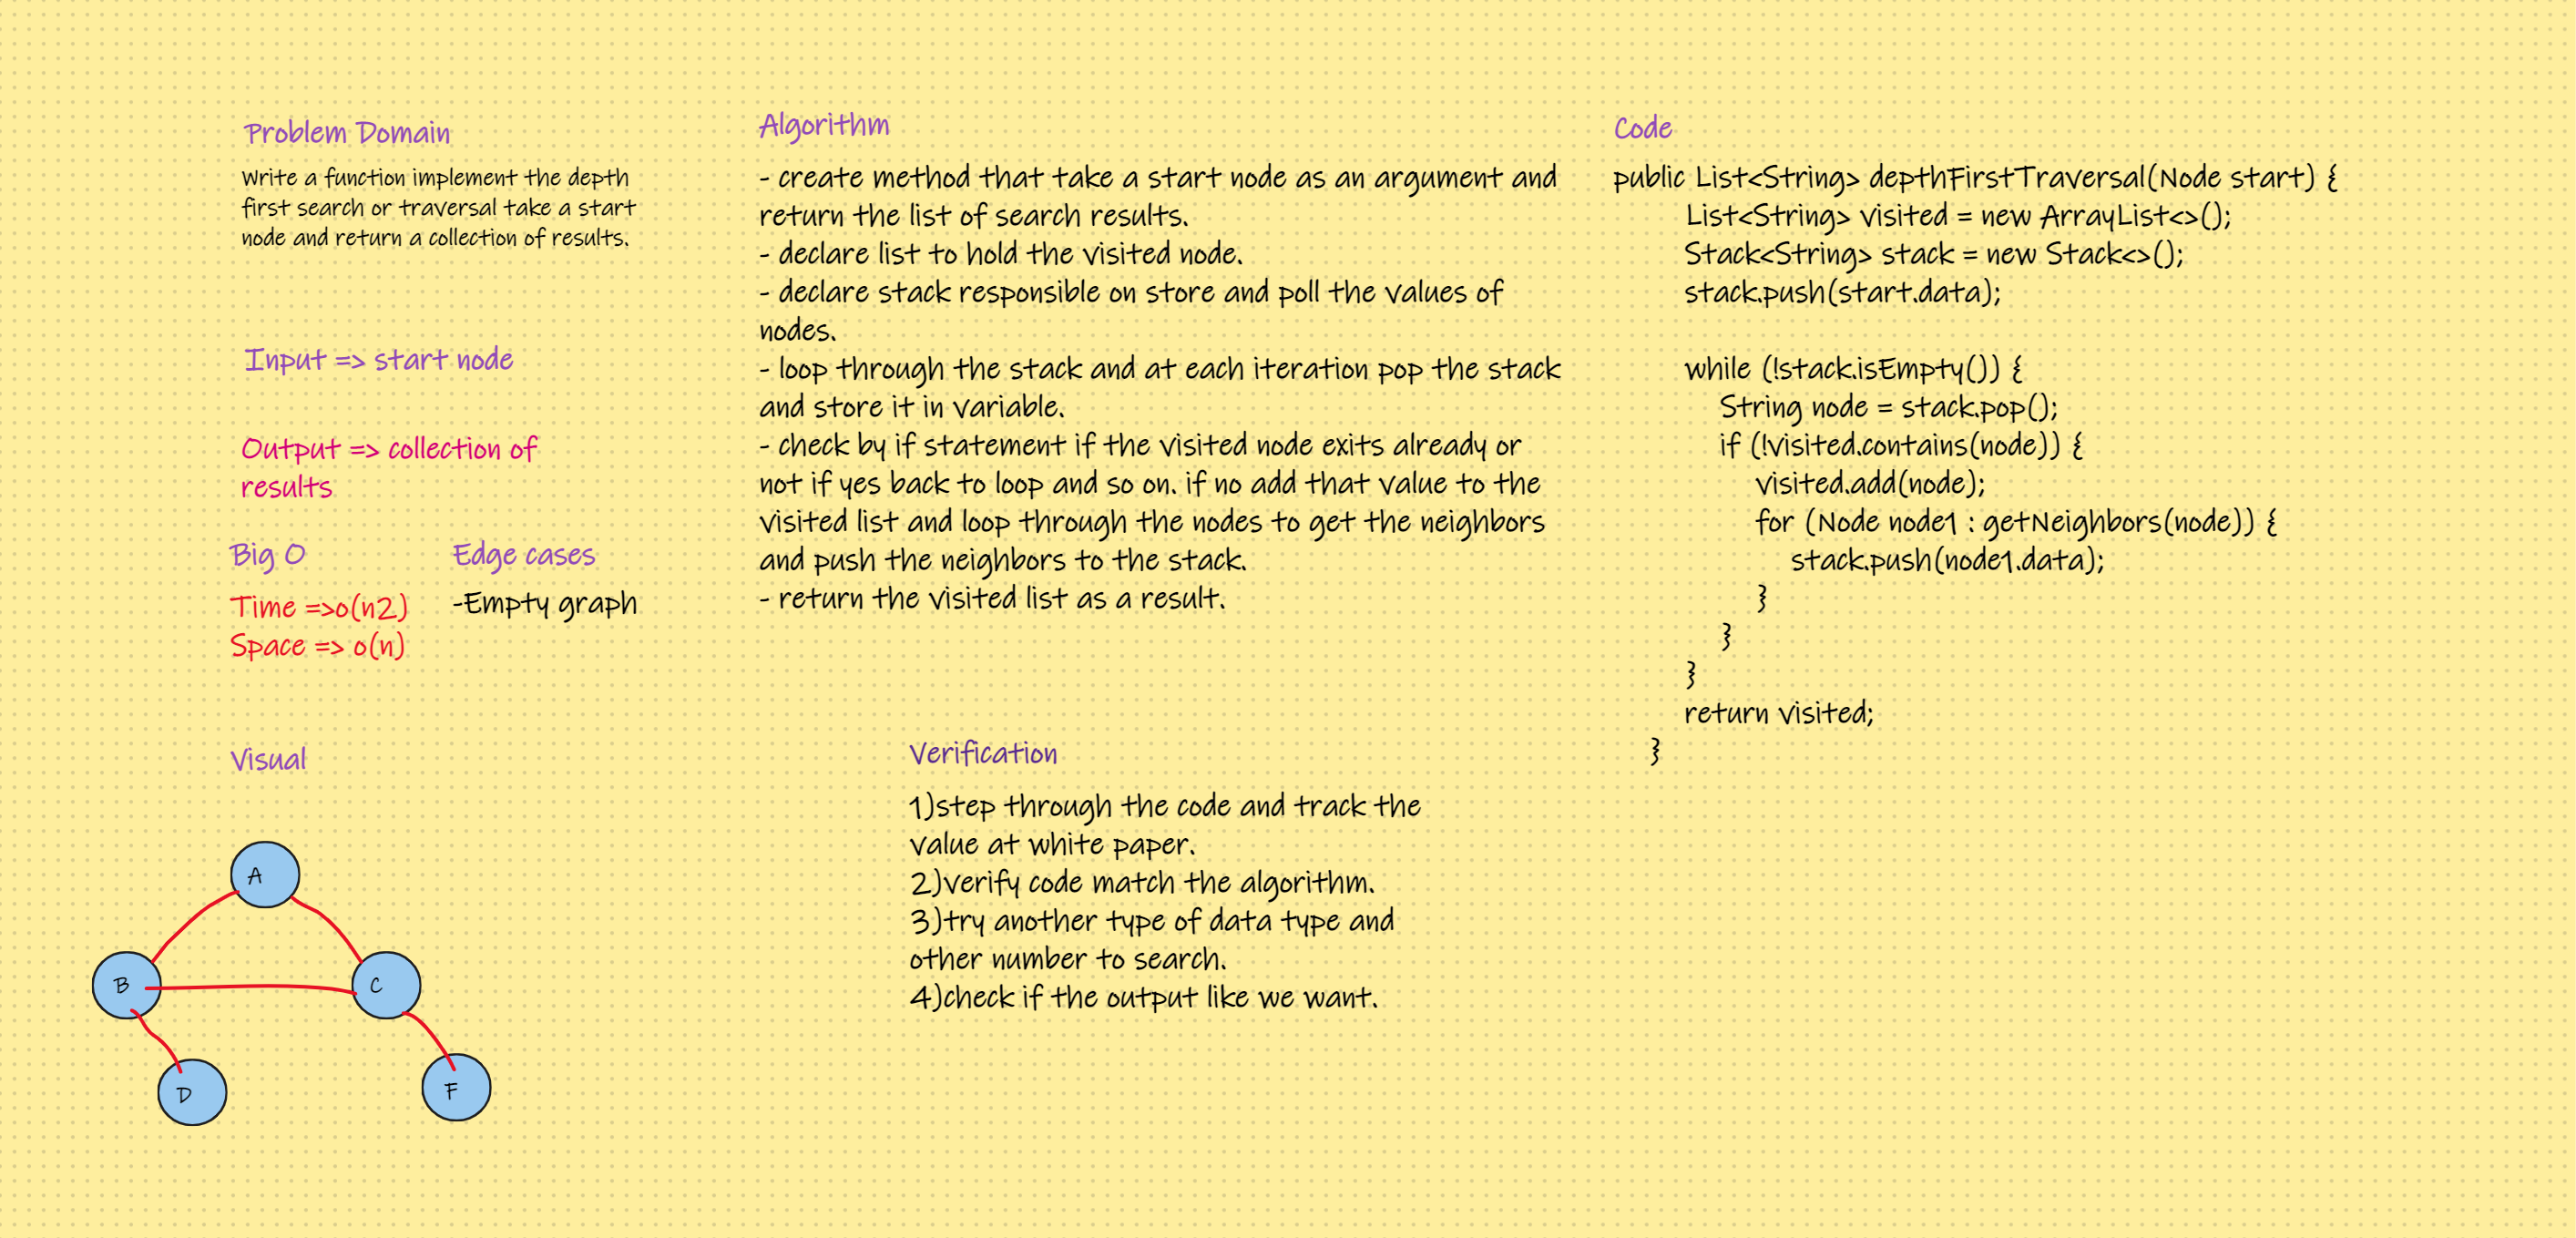 Problem Domain
Write a function implement the depth
first search or traversal take a start
node and return a collection of results.
Input => start node
Output => collection of
results
Big O
Time =>o(n2)
Space => o(n)
Edge cases
-Empty graph
Visual
A
B
C
D
F
Algorithm
- create method that take a start node as an argument and
return the list of search results.
- declare list to hold the visited node.
- declare stack responsible on store and poll the values of
nodes.
- loop through the stack and at each iteration pop the stack
and store it in variable.
- check by if statement if the visited node exits already or
not if yes back to loop and so on. if no add that value to the
visited list and loop through the nodes to get the neighbors
and push the neighbors to the stack.
- return the visited list as a result.
Verification
1)step through the code and track the
value at white paper.
2)verify code match the algorithm.
3)try another type of data type and
other number to search.
4)check if the output like we want.
Code
public List<String> depthFirstTraversal(Node start) {
List<String> visited = new ArrayList<>();
Stack<String> stack = new Stack<>();
stack.push(start.data);
while (!stack.isEmpty()) {
String node = stack.pop();
if (!visited.contains(node)) {
visited.add(node);
for (Node node1 : getNeighbors(node)) {
stack.push(node1.data);
}
}
}
return visited;
}